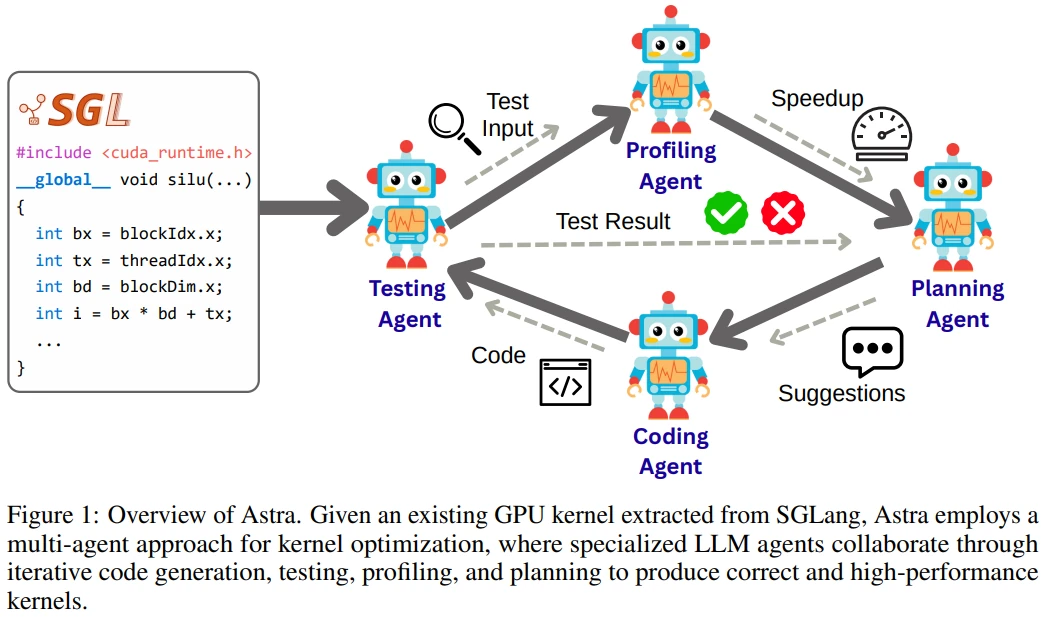 SGL
#include <cuda_runtime.h>
__global__ void silu(...)
{
int bx = blockIdx.x;
int tx = threadIdx.x;
int bd = blockDim.x;
int i = bx * bd + tx;
...
}
Test
Input
Speedup
Profiling
Agent
Test Result
Testing
Agent
Planning
Agent
Code
</>
Suggestions
Coding
Agent
Figure 1: Overview of Astra. Given an existing GPU kernel extracted from SGLang, Astra employs a
multi-agent approach for kernel optimization, where specialized LLM agents collaborate through
iterative code generation, testing, profiling, and planning to produce correct and high-performance
kernels.